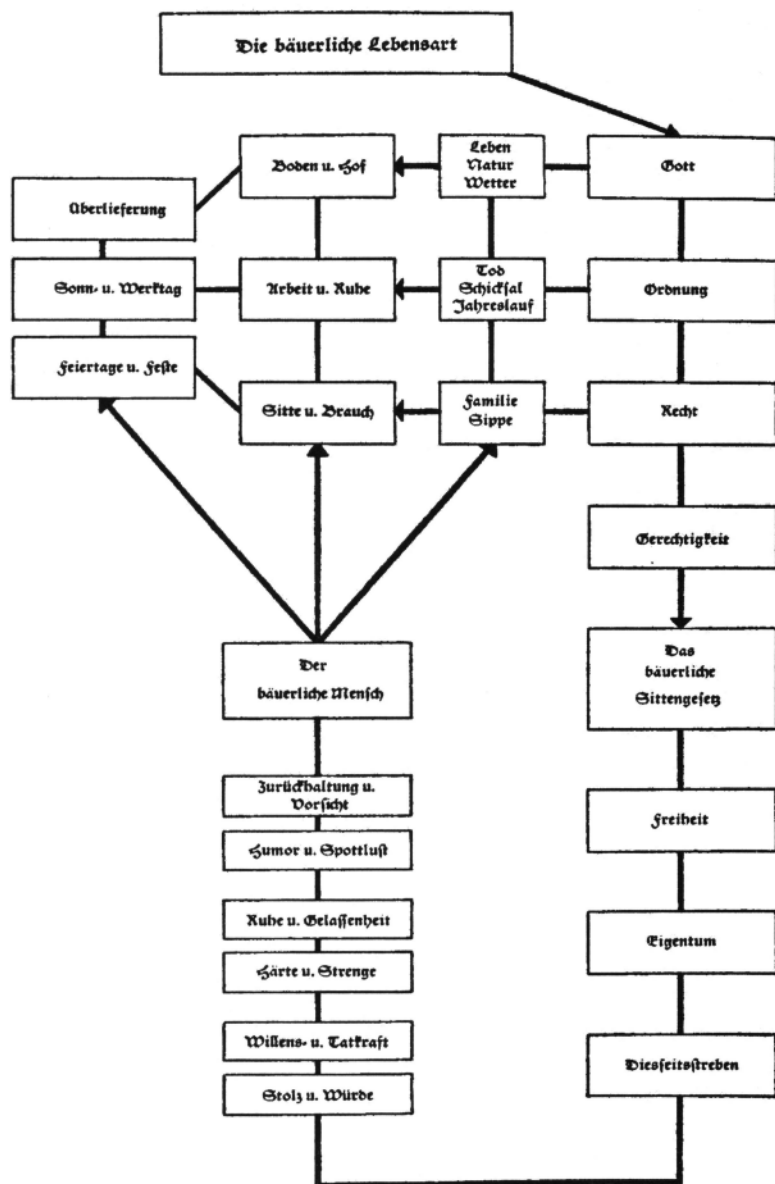 Die bäuerliche Lebensart
Boden u. Hof
Leben
Natur
Wetter
Gott
Überlieferung
Sonn- u. Werktag
Arbeit u. Ruhe
Tod
Schicksal
Jahreslauf
Ordnung
Feiertage u. Feste
Sitte u. Brauch
Familie
Sippe
Recht
Gerechtigkeit
Der
bäuerliche Mensch
Das
bäuerliche
Sittengesetz
Zurückhaltung u.
Vorsicht
Humor u. Spottlust
Ruhe u. Gelassenheit
Härte u. Strenge
Willens- u. Tatkraft
Stolz u. Würde
Freiheit
Eigentum
Diesseitsstreben